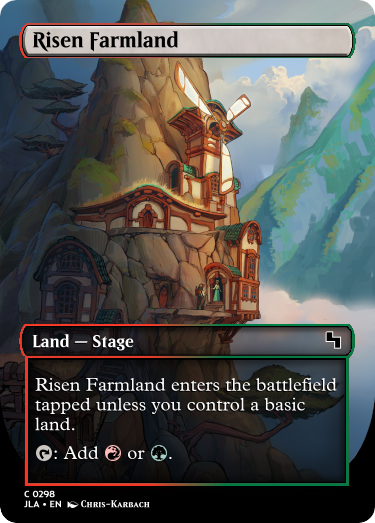 Risen Farmland
Land — Stage
Risen Farmland enters the battlefield
tapped unless you control a basic
land.
: Add or .
C 0298
JLA • EN Chris-Karbach